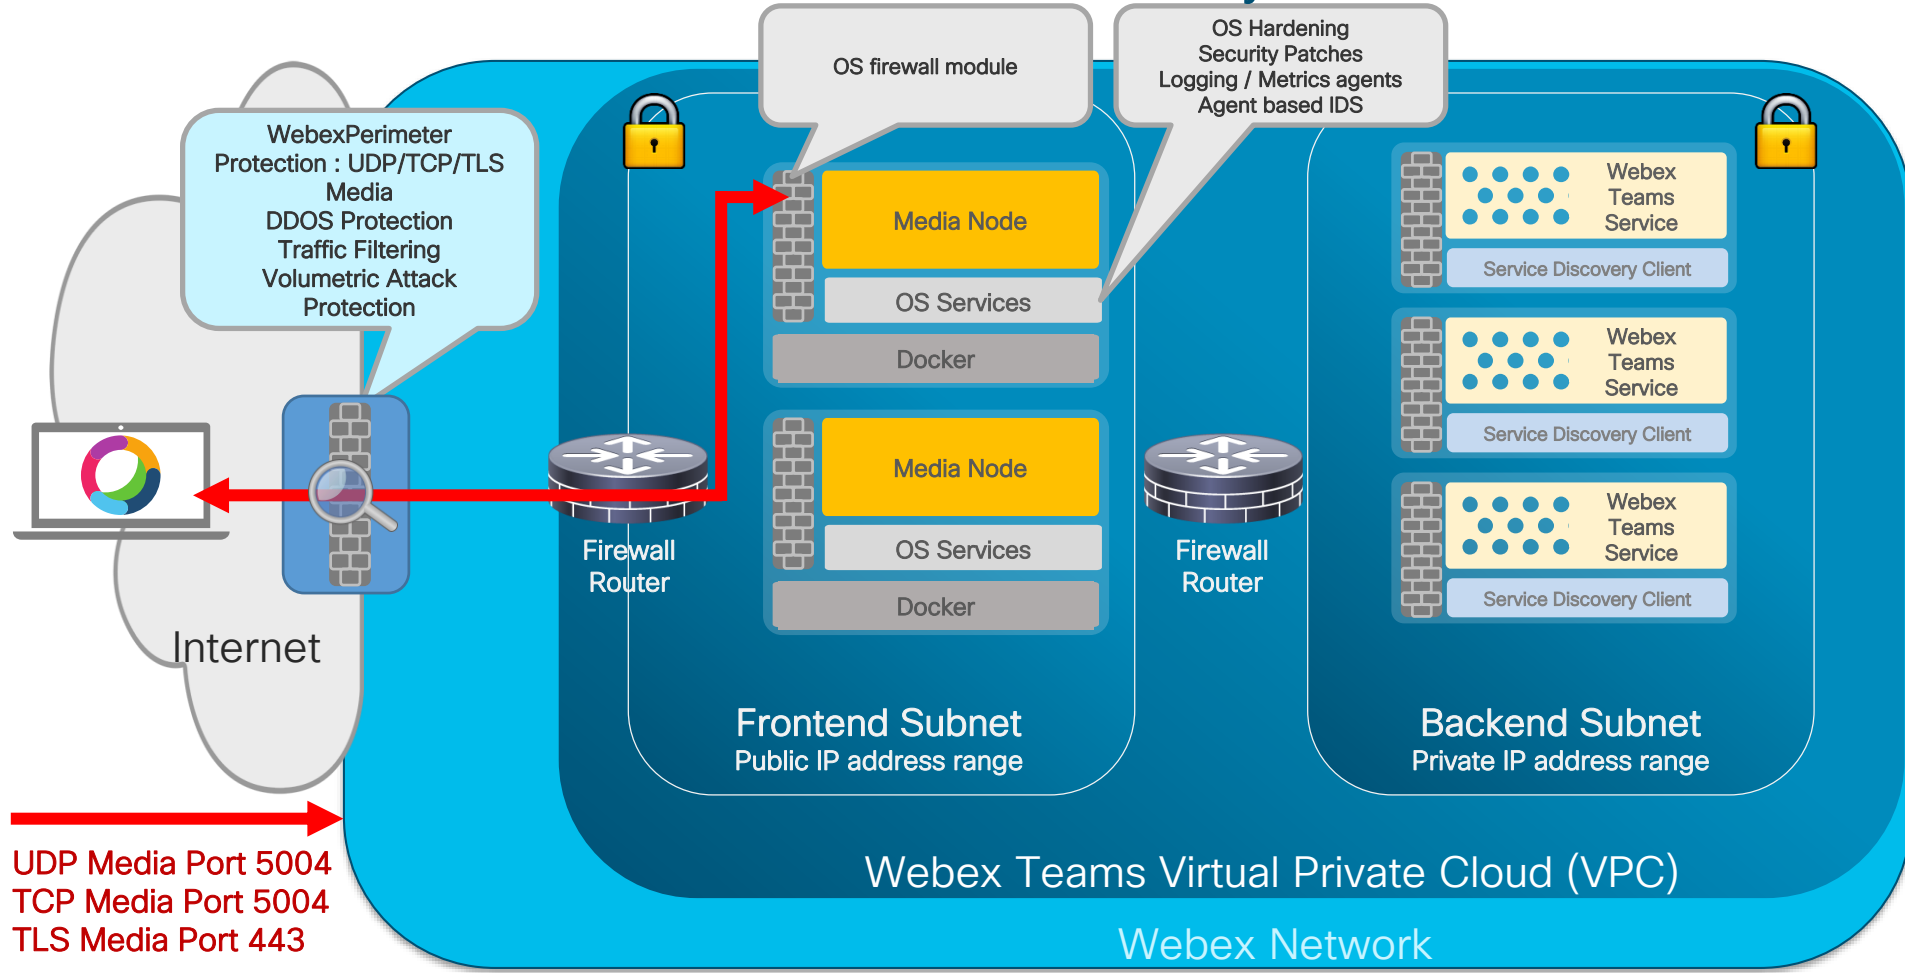 OS firewall module
OS Hardening
Security Patches
Logging / Metrics agents
Agent based IDS
WebexPerimeter
Protection : UDP/TCP/TLS
Media
DDOS Protection
Traffic Filtering
Volumetric Attack
Protection
Media Node
OS Services
Docker
Media Node
OS Services
Docker
Webex
Teams
Service
Service Discovery Client
Webex
Teams
Service
Service Discovery Client
Webex
Teams
Service
Service Discovery Client
Firewall
Router
Firewall
Router
Internet
Frontend Subnet
Public IP address range
Backend Subnet
Private IP address range
UDP Media Port 5004
TCP Media Port 5004
TLS Media Port 443
Webex Teams Virtual Private Cloud (VPC)
Webex Network